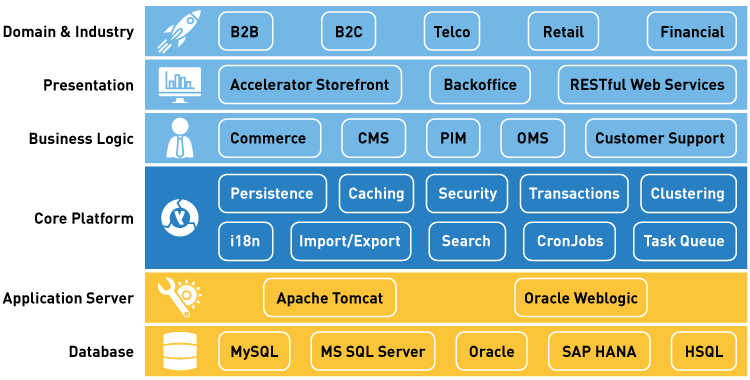 Domain & Industry B2B B2C Telco Retail Financial
Presentation Accelerator Storefront Backoffice RESTful Web Services
Business Logic Commerce CMS PIM OMS Customer Support
Persistence Caching Security Transactions Clustering
Core Platform
i18n Import/Export Search CronJobs Task Queue
Application Server Apache Tomcat Oracle Weblogic
Database MySQL MS SQL Server Oracle SAP HANA HSQL